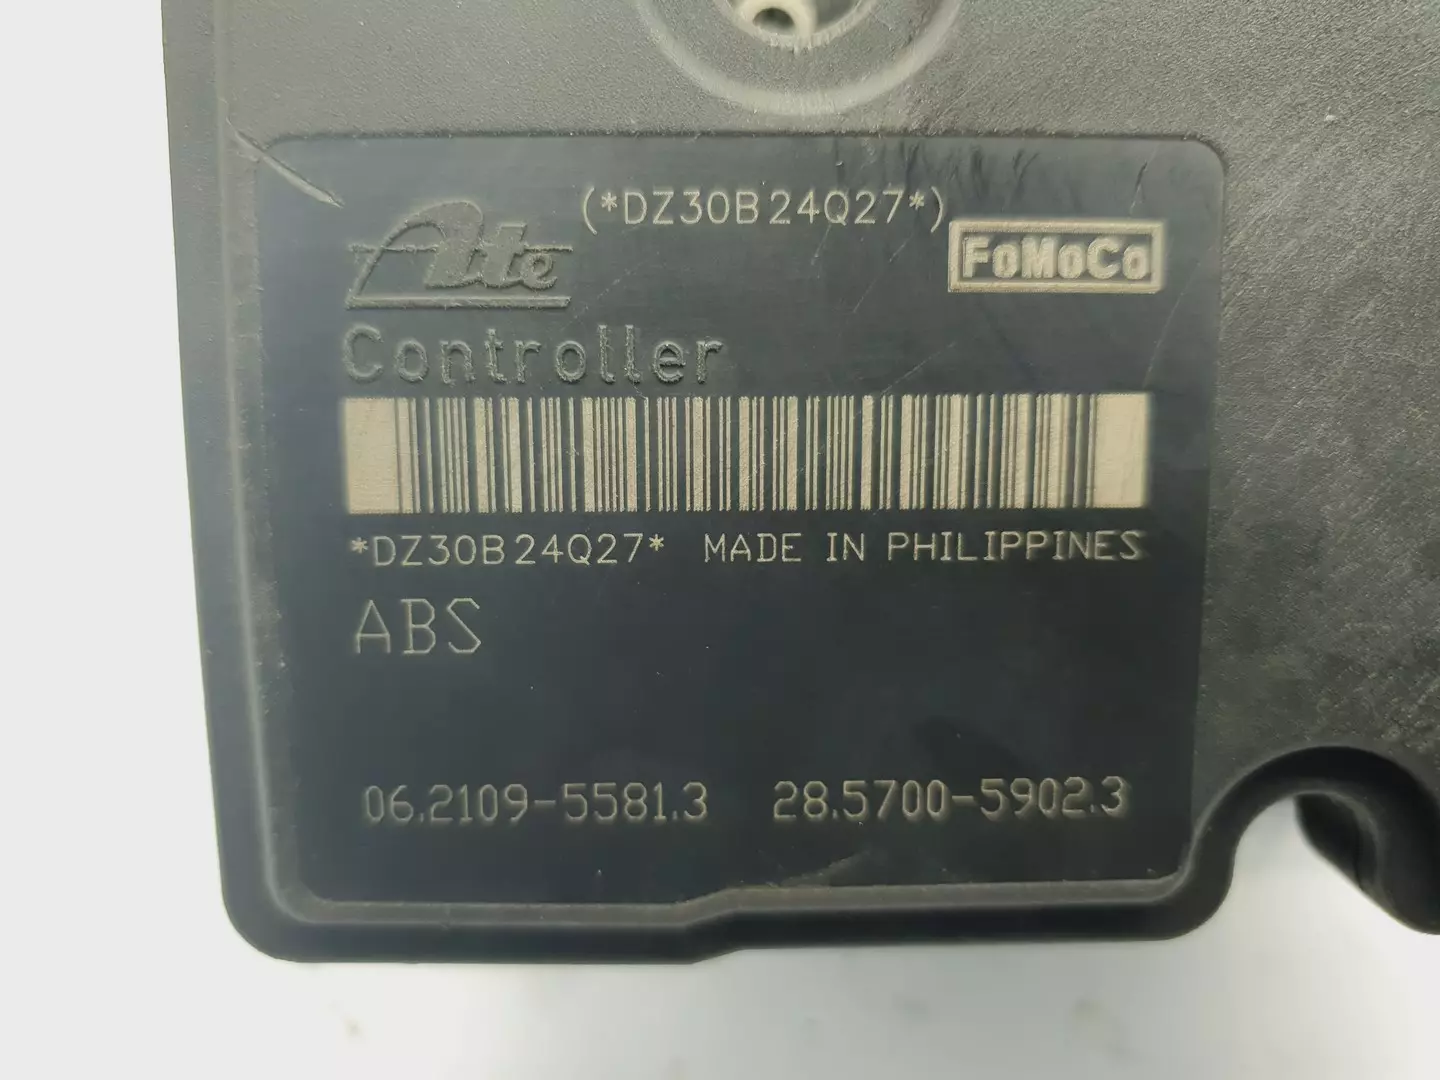 (*DZ30B24Q27*)
Ate
FoMoCo
Controller
*DZ30B24Q27* MADE IN PHILIPPINES
ABS
06.2109-5581.3 28.5700-5902.3